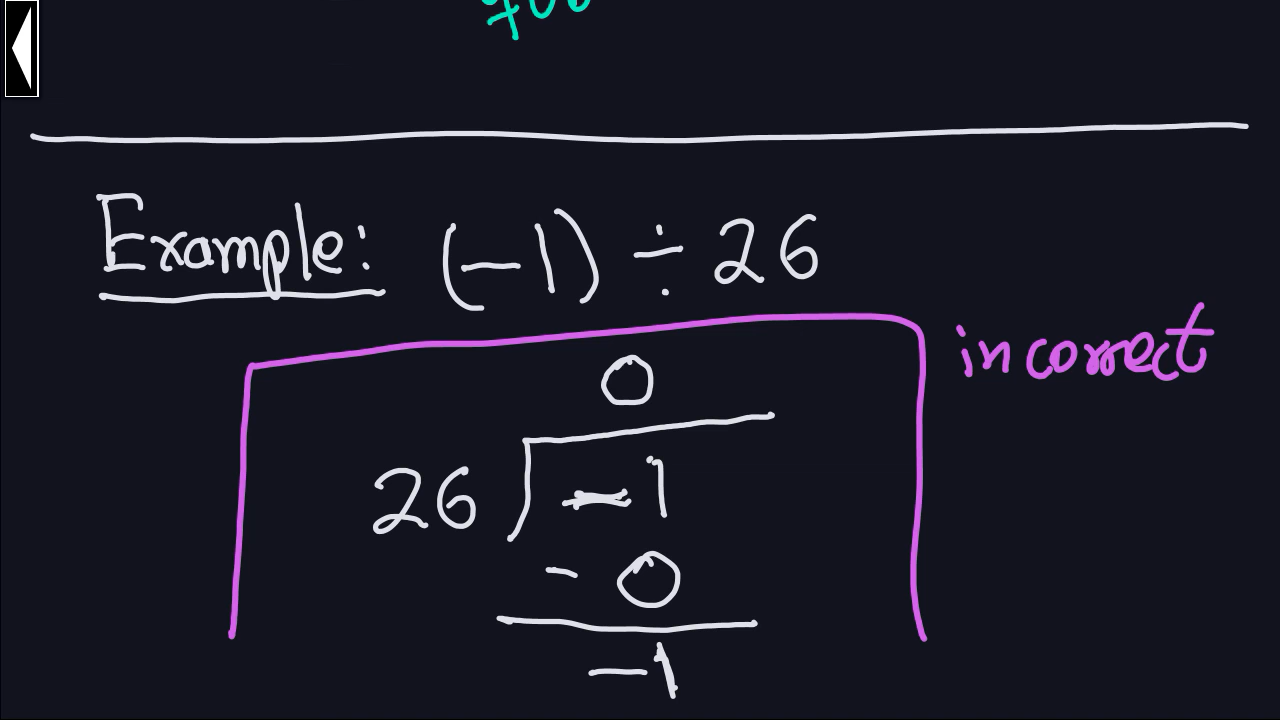 Example: (-1) ÷ 26
incorrect
0
26 ) -1
- 0
-1